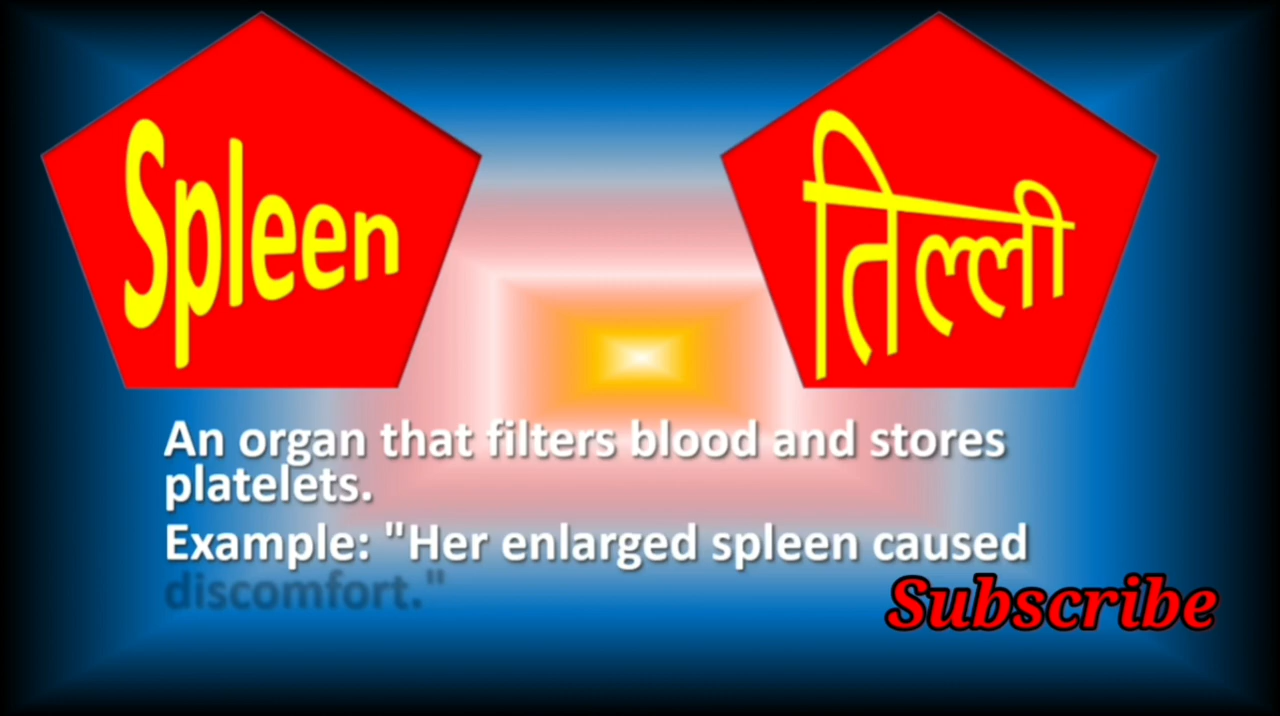 Spleen
तिल्ली
An organ that filters blood and stores
platelets.
Example: "Her enlarged spleen caused
discomfort."
Subscribe